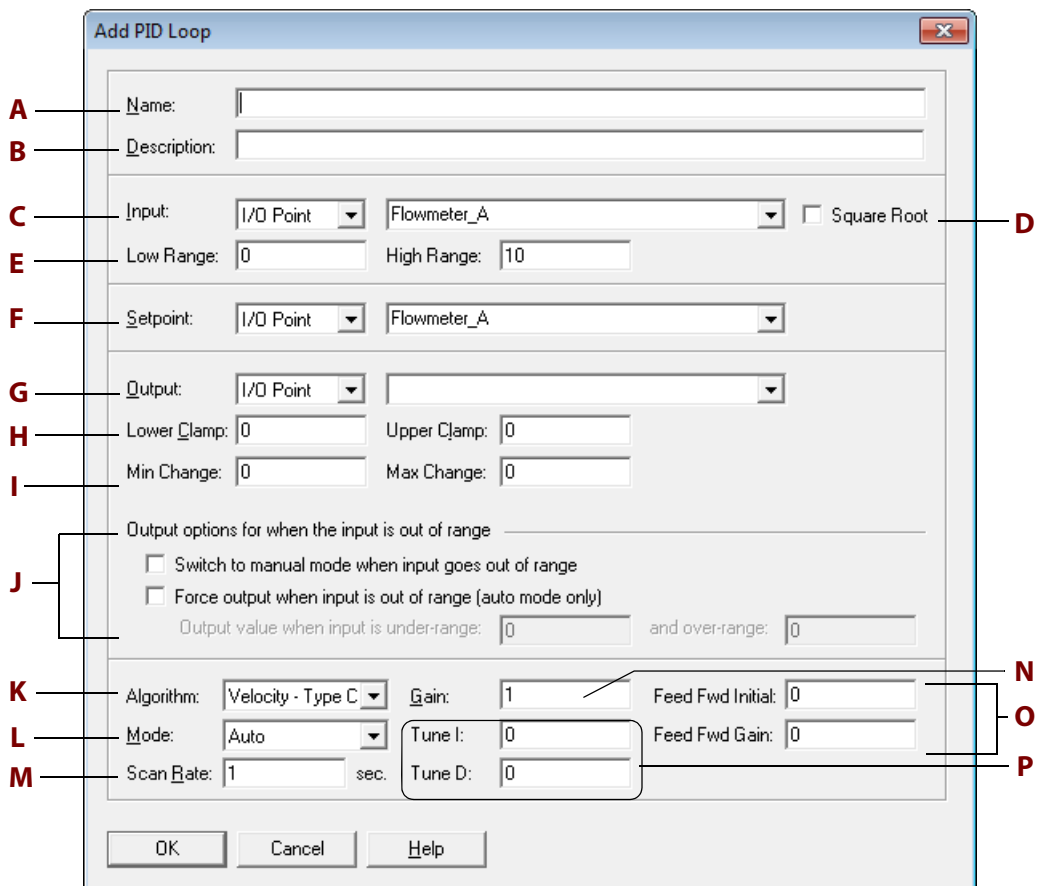 Add PID Loop
A Name:
B Description:
C Input: I/O Point Flowmeter_A Square Root D
E Low Range: 0 High Range: 10
F Setpoint: I/O Point Flowmeter_A
G Output: I/O Point
H Lower Clamp: 0 Upper Clamp: 0
I Min Change: 0 Max Change: 0
Output options for when the input is out of range
J Switch to manual mode when input goes out of range
Force output when input is out of range (auto mode only)
Output value when input is under-range: 0 and over-range: 0
K Algorithm: Velocity - Type C Gain: 1 Feed Fwd Initial: 0 N
L Mode: Auto Tune I: 0 Feed Fwd Gain: 0 O
M Scan Rate: 1 sec. Tune D: 0 P
OK Cancel Help